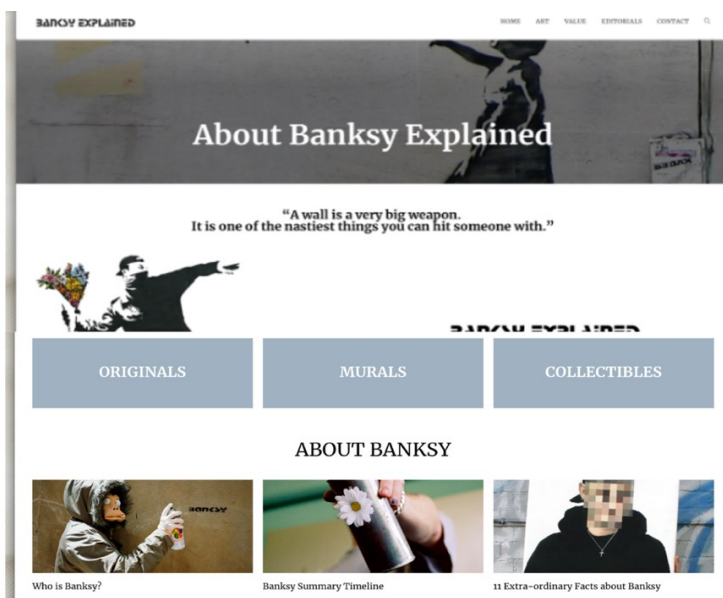 BANKSY EXPLAINED
HOME ART VALUE EDITORIALS CONTACT
About Banksy Explained
“A wall is a very big weapon.
It is one of the nastiest things you can hit someone with.”
BANKSY EXPLAINED
ORIGINALS MURALS COLLECTIBLES
ABOUT BANKSY
BANKSY
Who is Banksy? Banksy Summary Timeline 11 Extra-ordinary Facts about Banksy